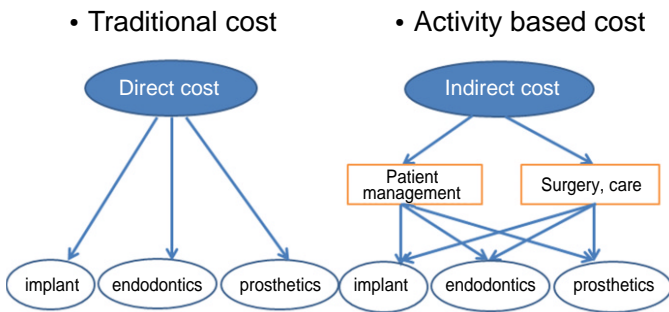 • Traditional cost
• Activity based cost
Direct cost
Indirect cost
Patient
management
Surgery, care
implant
endodontics
prosthetics
implant
endodontics
prosthetics